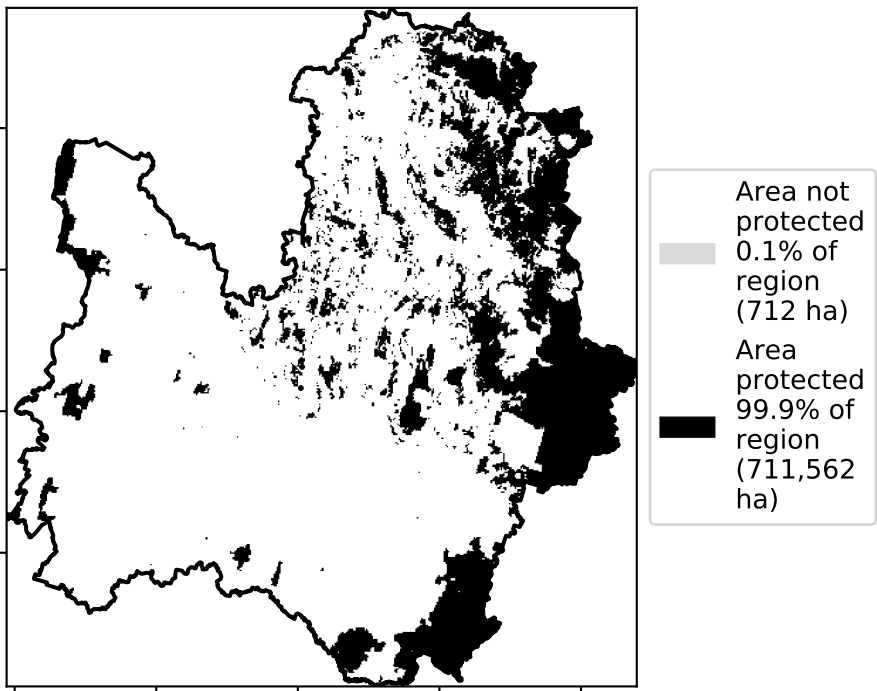 Area not
protected
0.1% of
region
(712 ha)
Area
protected
99.9% of
region
(711,562
ha)